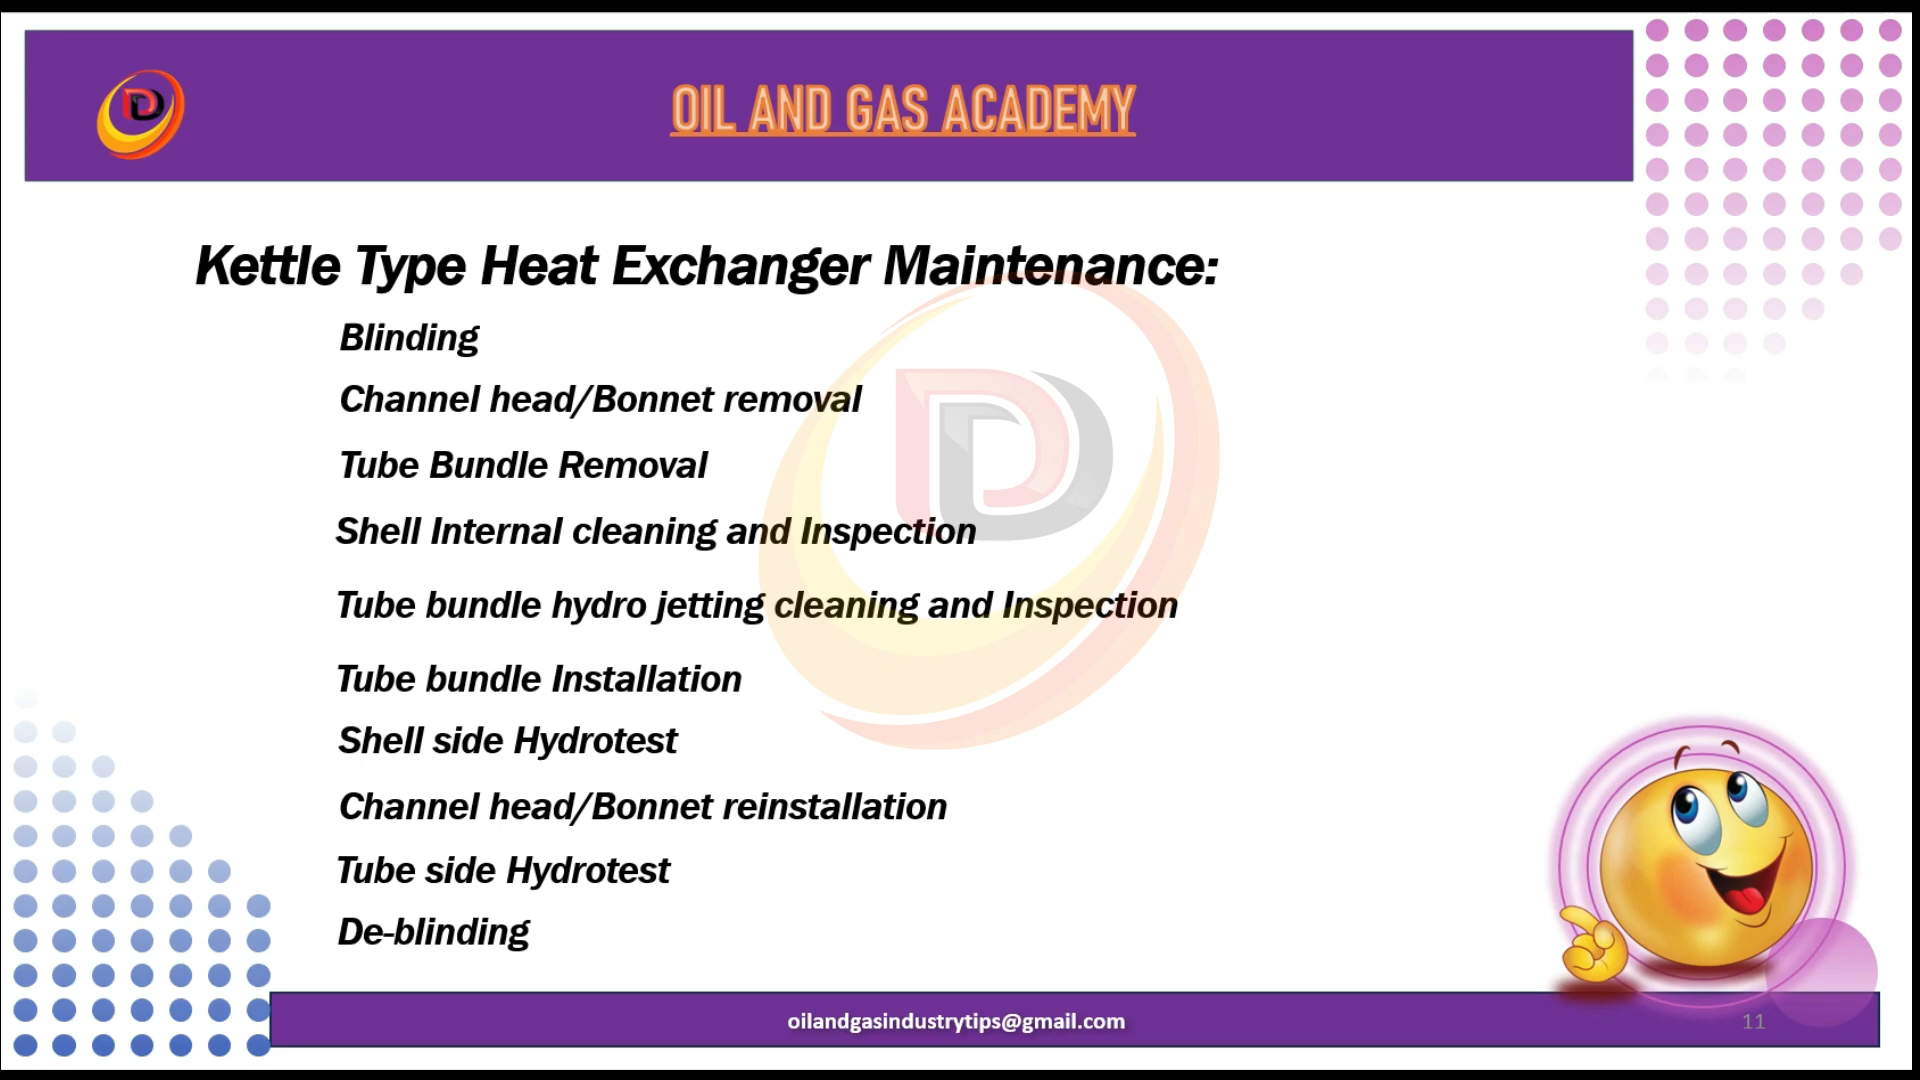 OIL AND GAS ACADEMY
Kettle Type Heat Exchanger Maintenance:
Blinding
Channel head/Bonnet removal
Tube Bundle Removal
Shell Internal cleaning and Inspection
Tube bundle hydro jetting cleaning and Inspection
Tube bundle Installation
Shell side Hydrotest
Channel head/Bonnet reinstallation
Tube side Hydrotest
De-blinding
oilandgasindustrytips@gmail.com
11